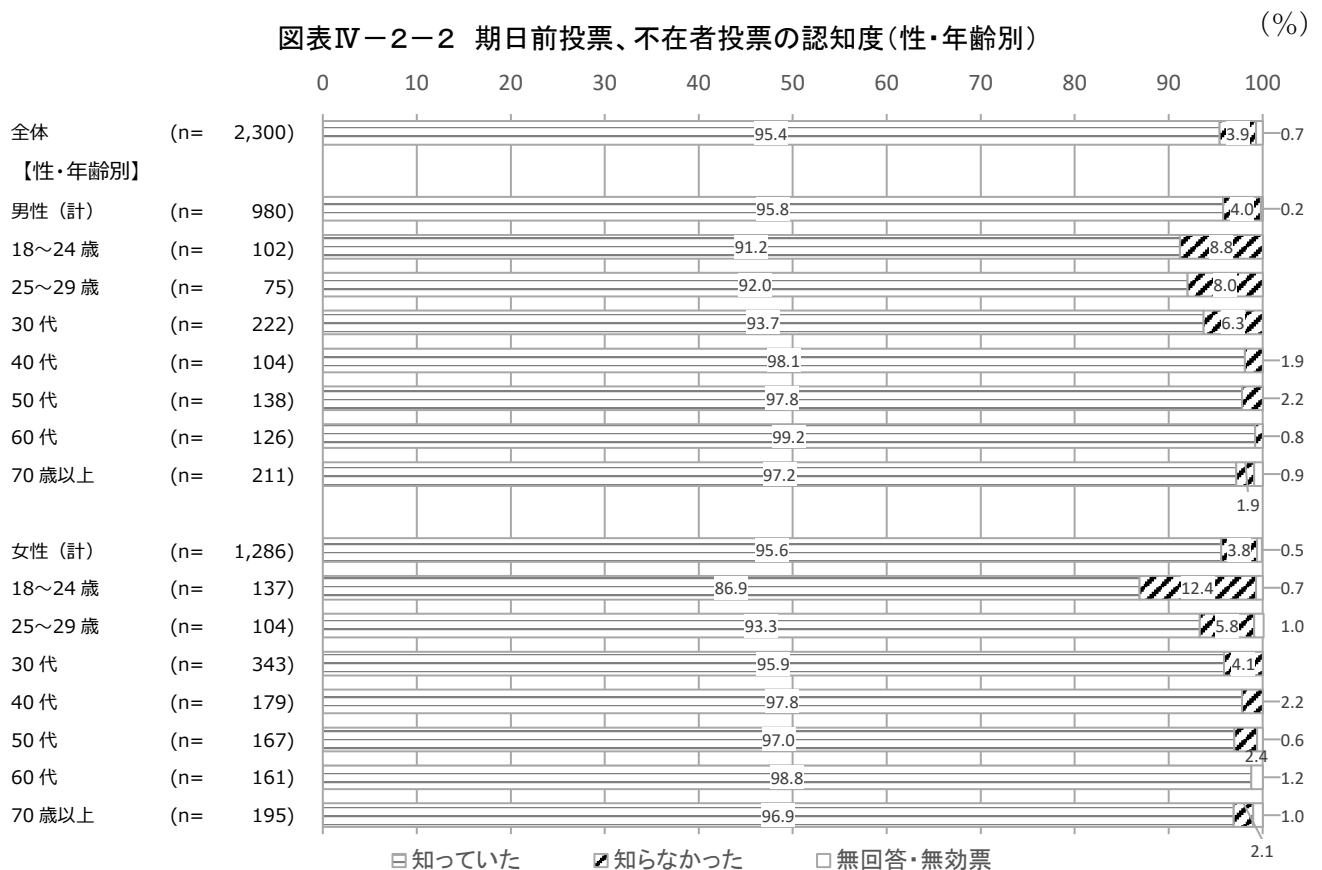 (%)
図表Ⅳ－2－2 期日前投票、不在者投票の認知度(性・年齢別)
0 10 20 30 40 50 60 70 80 90 100
全体 (n= 2,300) 95.4 3.9 0.7
【性・年齢別】
男性（計） (n= 980) 95.8 4.0 0.2
18～24 歳 (n= 102) 91.2 8.8
25～29 歳 (n= 75) 92.0 8.0
30 代 (n= 222) 93.7 6.3
40 代 (n= 104) 98.1 1.9
50 代 (n= 138) 97.8 2.2
60 代 (n= 126) 99.2 0.8
70 歳以上 (n= 211) 97.2 0.9
1.9
女性（計） (n= 1,286) 95.6 3.8 0.5
18～24 歳 (n= 137) 86.9 12.4 0.7
25～29 歳 (n= 104) 93.3 5.8 1.0
30 代 (n= 343) 95.9 4.1
40 代 (n= 179) 97.8 2.2
50 代 (n= 167) 97.0 0.6
2.4
60 代 (n= 161) 98.8 1.2
70 歳以上 (n= 195) 96.9 1.0
2.1
知っていた 知らなかった 無回答・無効票